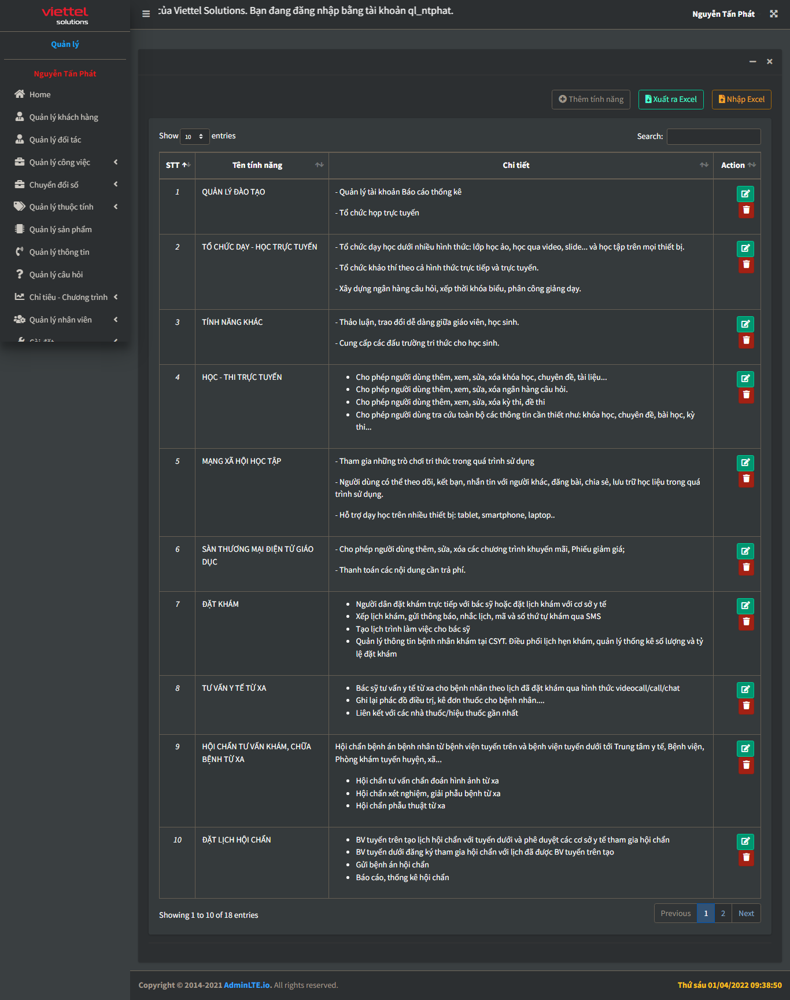 viettel
solutions
của Viettel Solutions. Bạn đang đăng nhập bằng tài khoản ql_ntphat.
Nguyễn Tấn Phát
Quản lý
Nguyễn Tấn Phát
Home
Quản lý khách hàng
Quản lý đối tác
Quản lý công việc
Chuyển đổi số
Quản lý thuộc tính
Quản lý sản phẩm
Quản lý thông tin
Quản lý câu hỏi
Chỉ tiêu - Chương trình
Quản lý nhân viên
Cài đặt
Thêm tính năng
Xuất ra Excel
Nhập Excel
Show 10 entries
Search:
STT
Tên tính năng
Chi tiết
Action
1
QUẢN LÝ ĐÀO TẠO
- Quản lý tài khoản Báo cáo thống kê
- Tổ chức họp trực tuyến
2
TỔ CHỨC DẠY - HỌC TRỰC TUYẾN
- Tổ chức dạy học dưới nhiều hình thức: lớp học ảo, học qua video, slide... và học tập trên mọi thiết bị.
- Tổ chức khảo thí theo cả hình thức trực tiếp và trực tuyến.
- Xây dựng ngân hàng câu hỏi, xếp thời khóa biểu, phân công giảng dạy.
3
TÍNH NĂNG KHÁC
- Thảo luận, trao đổi dễ dàng giữa giáo viên, học sinh.
- Cung cấp các đấu trường tri thức cho học sinh.
4
HỌC - THI TRỰC TUYẾN
• Cho phép người dùng thêm, xem, sửa, xóa khóa học, chuyên đề, tài liệu...
• Cho phép người dùng thêm, xem, sửa, xóa ngân hàng câu hỏi.
• Cho phép người dùng thêm, xem, sửa, xóa kỳ thi, đề thi
• Cho phép người dùng tra cứu toàn bộ các thông tin cần thiết như: khóa học, chuyên đề, bài học, kỳ
thi...
5
MẠNG XÃ HỘI HỌC TẬP
- Tham gia những trò chơi tri thức trong quá trình sử dụng
- Người dùng có thể theo dõi, kết bạn, nhắn tin với người khác, đăng bài, chia sẻ, lưu trữ học liệu trong quá
trình sử dụng.
- Hỗ trợ dạy học trên nhiều thiết bị: tablet, smartphone, laptop..
6
SÀN THƯƠNG MẠI ĐIỆN TỬ GIÁO
DỤC
- Cho phép người dùng thêm, sửa, xóa các chương trình khuyến mãi, Phiếu giảm giá;
- Thanh toán các nội dung cần trả phí.
7
ĐẶT KHÁM
• Người dân đặt khám trực tiếp với bác sỹ hoặc đặt lịch khám với cơ sở y tế
• Xếp lịch khám, gửi thông báo, nhắc lịch, mã và số thứ tự khám qua SMS
• Tạo lịch trình làm việc cho bác sỹ
• Quản lý thông tin bệnh nhân khám tại CSYT. Điều phối lịch hẹn khám, quản lý thống kê số lượng và tỷ
lệ đặt khám
8
TƯ VẤN Y TẾ TỪ XA
• Bác sỹ tư vấn y tế từ xa cho bệnh nhân theo lịch đã đặt khám qua hình thức videocall/call/chat
• Ghi lại phác đồ điều trị, kê đơn thuốc cho bệnh nhân....
• Liên kết với các nhà thuốc/hiệu thuốc gần nhất
9
HỘI CHẨN TƯ VẤN KHÁM, CHỮA
BỆNH TỪ XA
Hội chẩn bệnh án bệnh nhân từ bệnh viện tuyến trên và bệnh viện tuyến dưới tới Trung tâm y tế, Bệnh viện,
Phòng khám tuyến huyện, xã...
• Hội chẩn tư vấn chẩn đoán hình ảnh từ xa
• Hội chẩn xét nghiệm, giải phẫu bệnh từ xa
• Hội chẩn phẫu thuật từ xa
10
ĐẶT LỊCH HỘI CHẨN
• BV tuyến trên tạo lịch hội chẩn với tuyến dưới và phê duyệt các cơ sở y tế tham gia hội chẩn
• BV tuyến dưới đăng ký tham gia hội chẩn với lịch đã được BV tuyến trên tạo
• Gửi bệnh án hội chẩn
• Báo cáo, thống kê hội chẩn
Showing 1 to 10 of 18 entries
Previous 1 2 Next
Copyright © 2014-2021 AdminLTE.io. All rights reserved.
Thứ sáu 01/04/2022 09:38:50